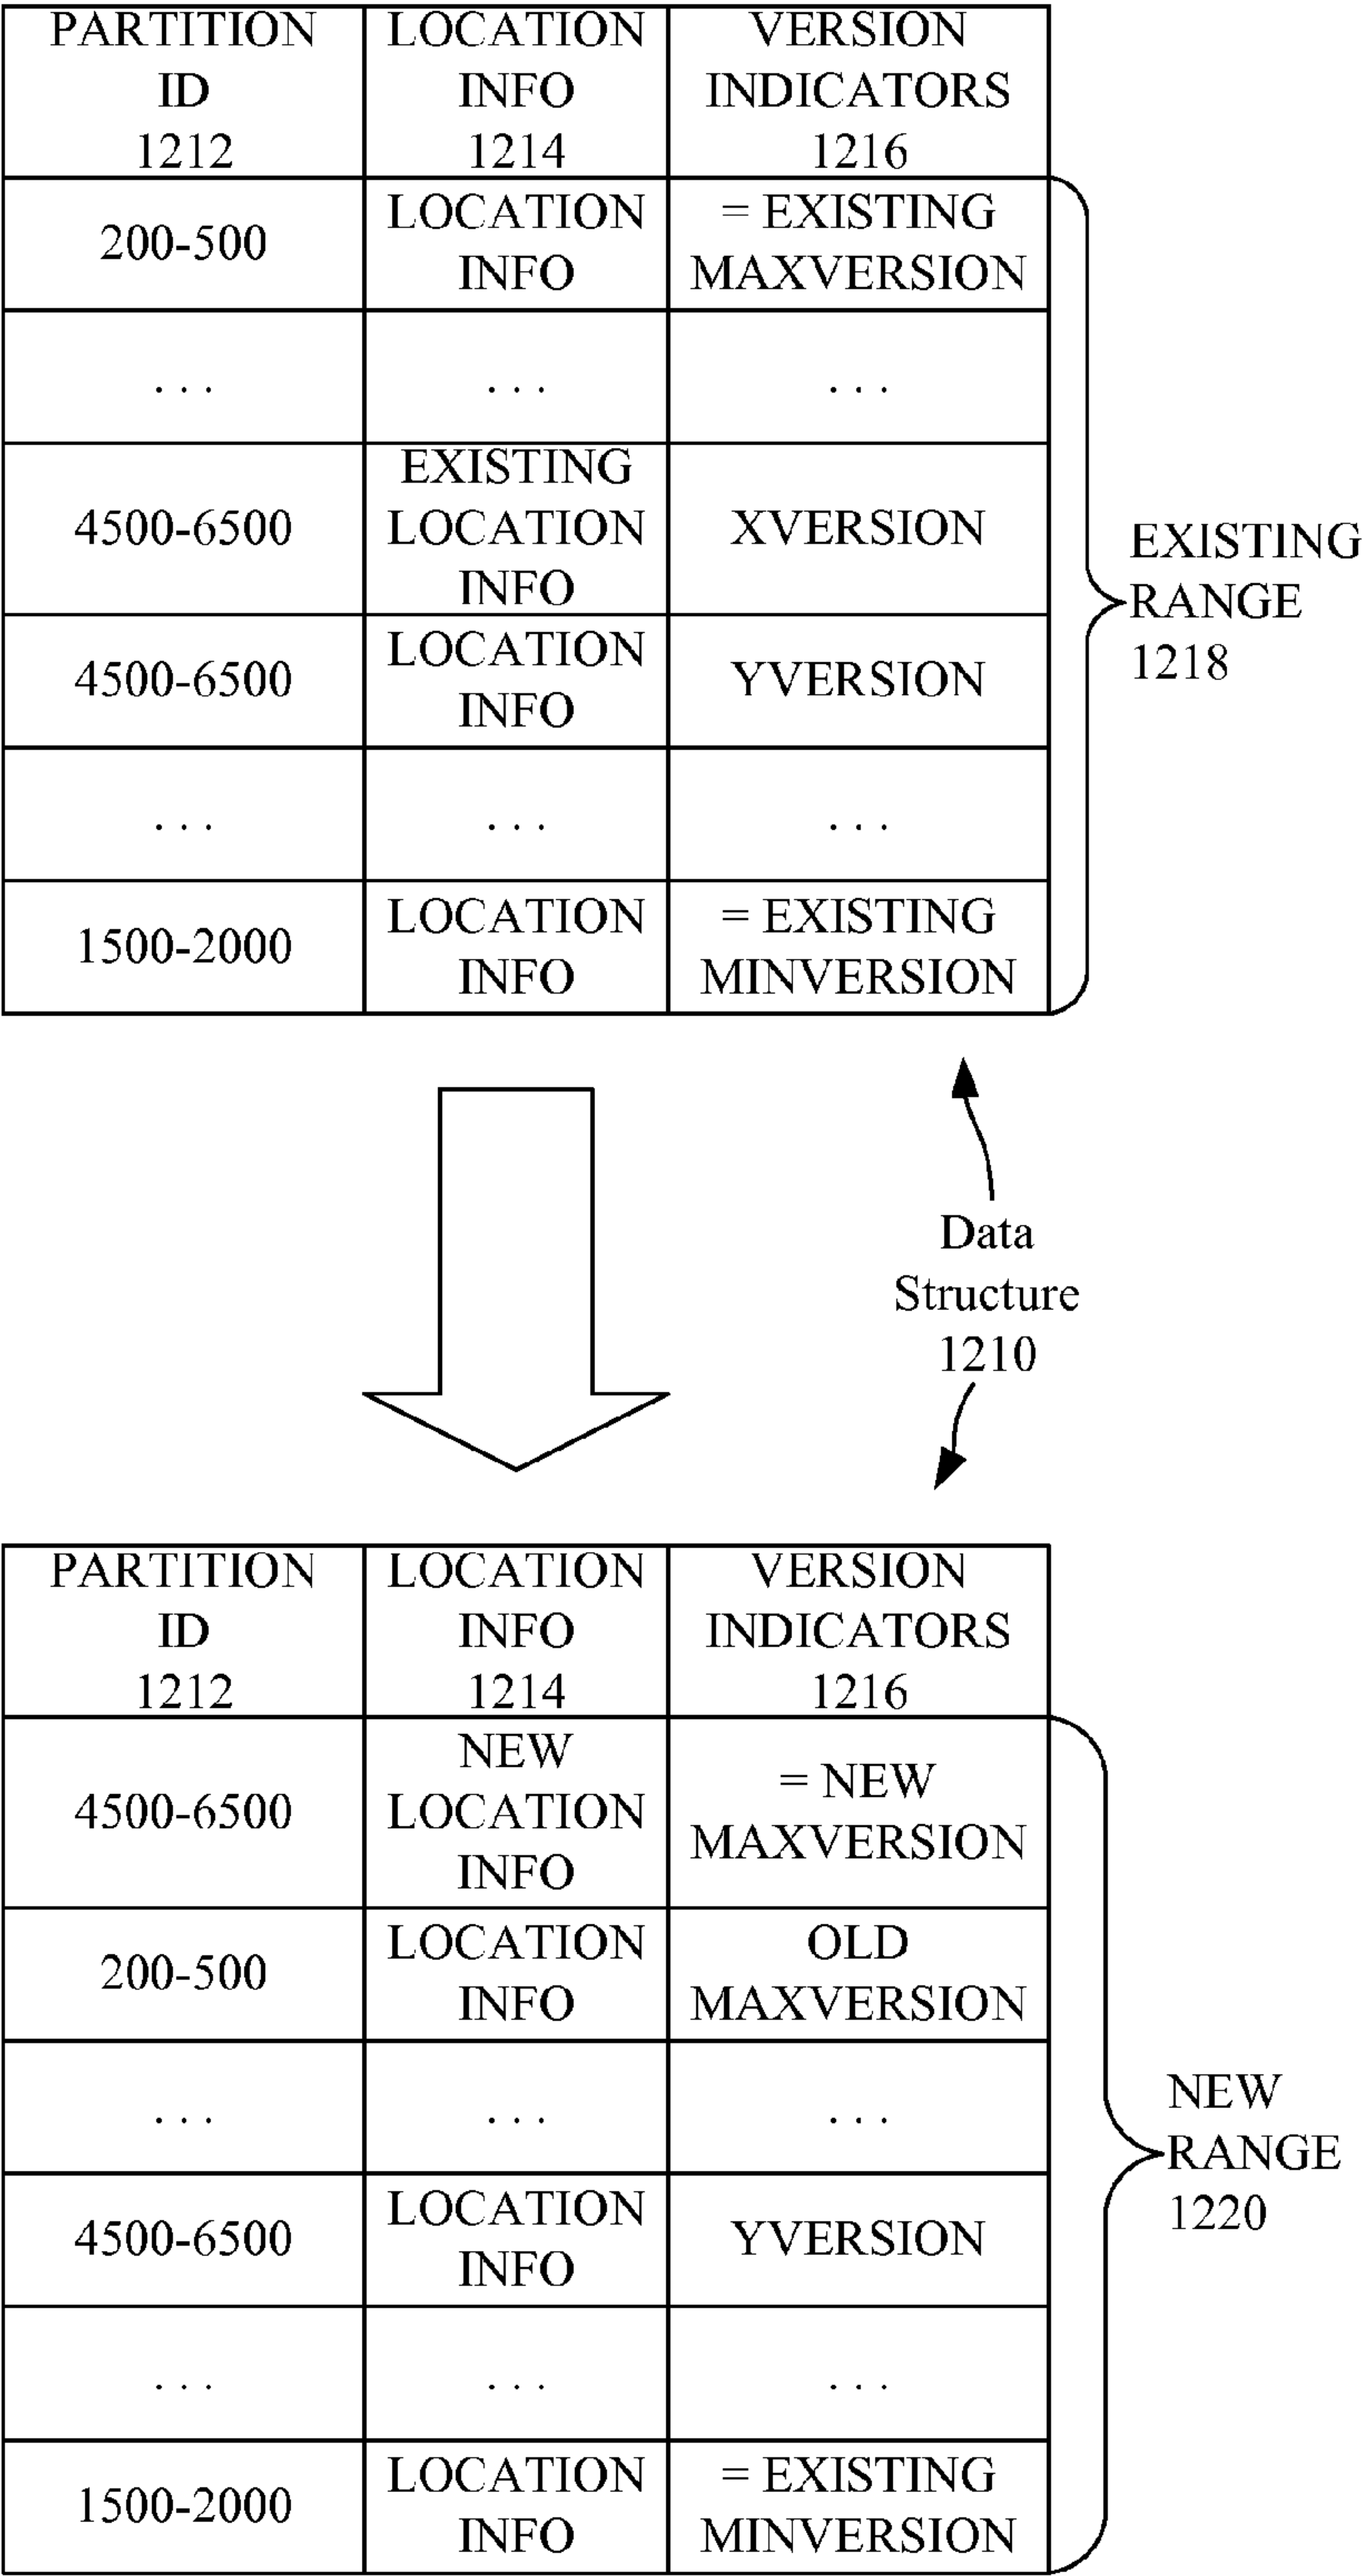 PARTITION LOCATION VERSION
ID INFO INDICATORS
1212 1214 1216
200-500 LOCATION INFO = EXISTING MAXVERSION
. . . . . . . . .
4500-6500 EXISTING LOCATION INFO XVERSION
4500-6500 LOCATION INFO YVERSION
. . . . . . . . .
1500-2000 LOCATION INFO = EXISTING MINVERSION
EXISTING
RANGE
1218
Data
Structure
1210
PARTITION LOCATION VERSION
ID INFO INDICATORS
1212 1214 1216
4500-6500 NEW LOCATION INFO = NEW MAXVERSION
200-500 LOCATION INFO OLD MAXVERSION
. . . . . . . . .
4500-6500 LOCATION INFO YVERSION
. . . . . . . . .
1500-2000 LOCATION INFO = EXISTING MINVERSION
NEW
RANGE
1220